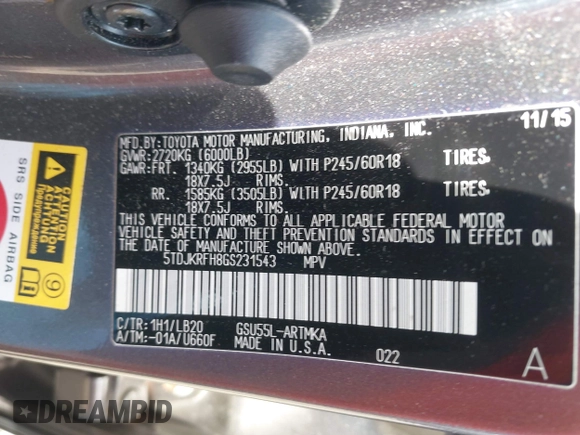 MFD.BY:TOYOTA MOTOR MANUFACTURING, INDIANA, INC. 11/15
GVWR:2720KG (6000LB)
GAWR:FRT. 1340KG (2955LB) WITH P245/60R18 TIRES,
18X7.5J RIMS
RR. 1585KG (3505LB) WITH P245/60R18 TIRES,
18X7.5J RIMS
THIS VEHICLE CONFORMS TO ALL APPLICABLE FEDERAL MOTOR
VEHICLE SAFETY AND THEFT PREVENTION STANDARDS IN EFFECT ON
THE DATE OF MANUFACTURE SHOWN ABOVE.
5TDJKRFH8GS231543 MPV
C/TR: 1H1/LB20 GSU55L-ARTMKA
A/TM:-01A/U660F MADE IN U.S.A. 022
A
SRS SIDE AIRBAG
CAUTION
ATTENTION
9
DREAMBID